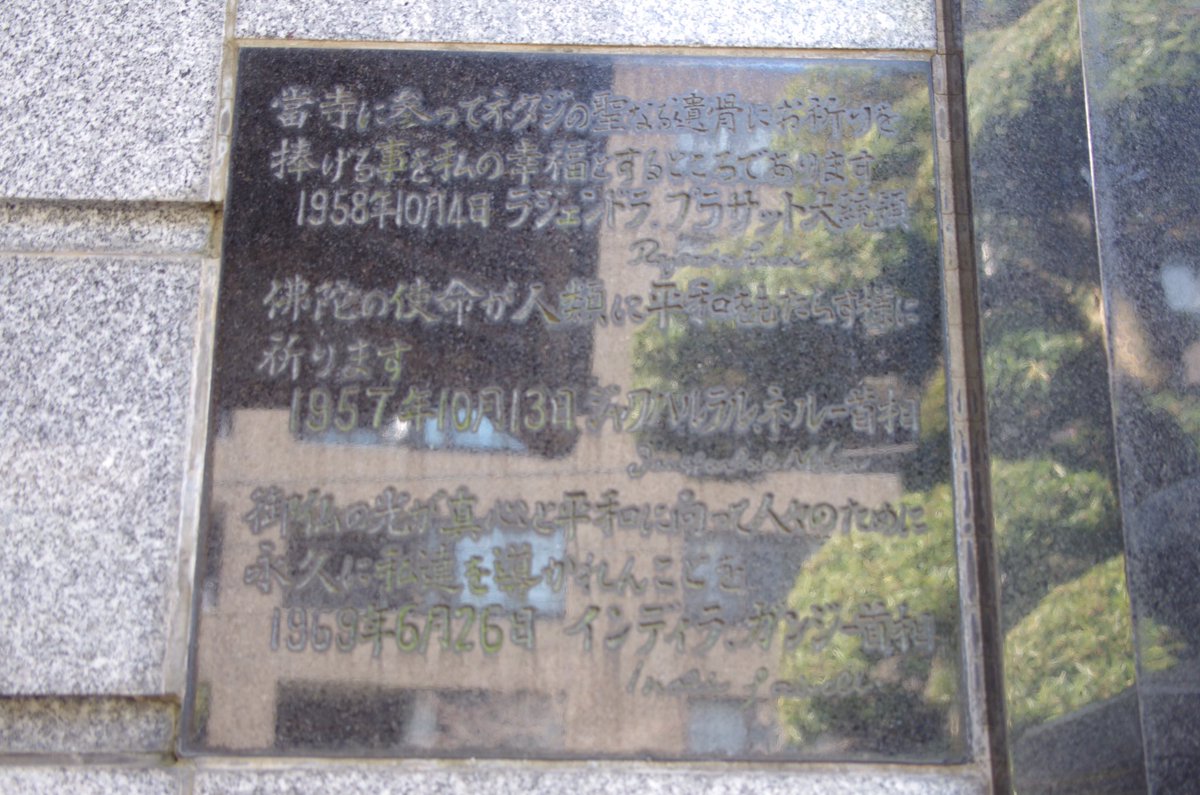 當寺に参ってネタジの聖なる遺骨にお祈りを
捧げる事を私の幸福とするところであります
1958年10月4日 ラジェンドラ.プラサット大統領
佛陀の使命が人類に平和をもたらす様に
祈ります
1957年10月13日 ジャワハルラルネルー首相
御仏の光が真心と平和に向って人々のために
永久に私達を導かれんことを
1969年6月26日 インディラ.ガンジー首相
Indira Gandhi